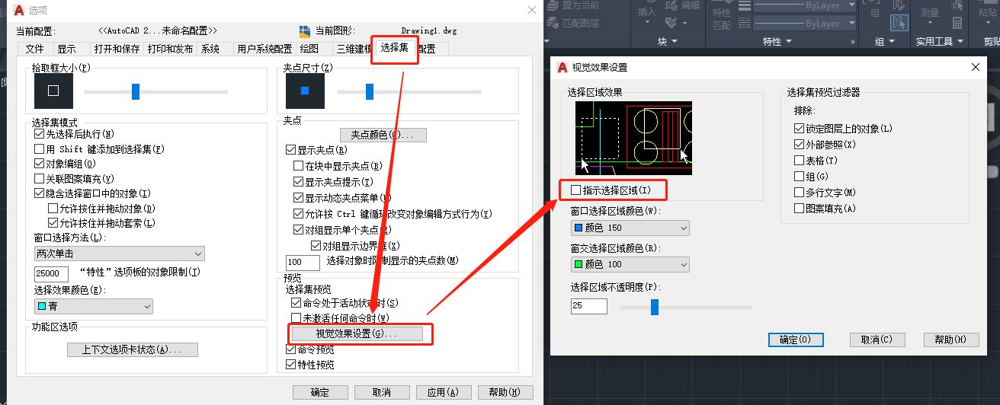 选项
当前配置: <<AutoCAD 2...未命名配置>> 当前图形: Drawing1.dwg
文件 显示 打开和保存 打印和发布 系统 用户系统配置 绘图 三维建模 选择集 配置
拾取框大小(P)
选择集模式
先选择后执行(N)
用 Shift 键添加到选择集(F)
对象编组(O)
关联图案填充(V)
隐含选择窗口中的对象(I)
允许按住并拖动对象(D)
允许按住并拖动套索(L)
窗口选择方法(L):
两次单击
25000 “特性”选项板的对象限制(I)
选择效果颜色(E):
青
功能区选项
上下文选项卡状态(A)...
夹点尺寸(Z)
夹点
夹点颜色(C)...
显示夹点(R)
在块中显示夹点(B)
显示夹点提示(T)
显示动态夹点菜单(U)
允许按 Ctrl 键循环改变对象编辑方式行为(Y)
对组显示单个夹点(E)
对组显示边界框(X)
100 选择对象时限制显示的夹点数(M)
预览
选择集预览
命令处于活动状态时(S)
未激活任何命令时(W)
视觉效果设置(G)...
命令预览
特性预览
确定 取消 应用(A) 帮助(H)
置为当前
匹配图层
插入
编辑
块
特性
匹配
ByLayer
ByLayer
特性
组
组
测量
实用工具
粘贴
剪贴
视觉效果设置
选择区域效果
指示选择区域(I)
窗口选择区域颜色(W):
颜色 150
窗交选择区域颜色(R):
颜色 100
选择区域不透明度(P):
25
选择集预览过滤器
排除:
锁定图层上的对象(L)
外部参照(X)
表格(T)
组(G)
多行文字(M)
图案填充(A)
确定(O) 取消(C) 帮助(H)